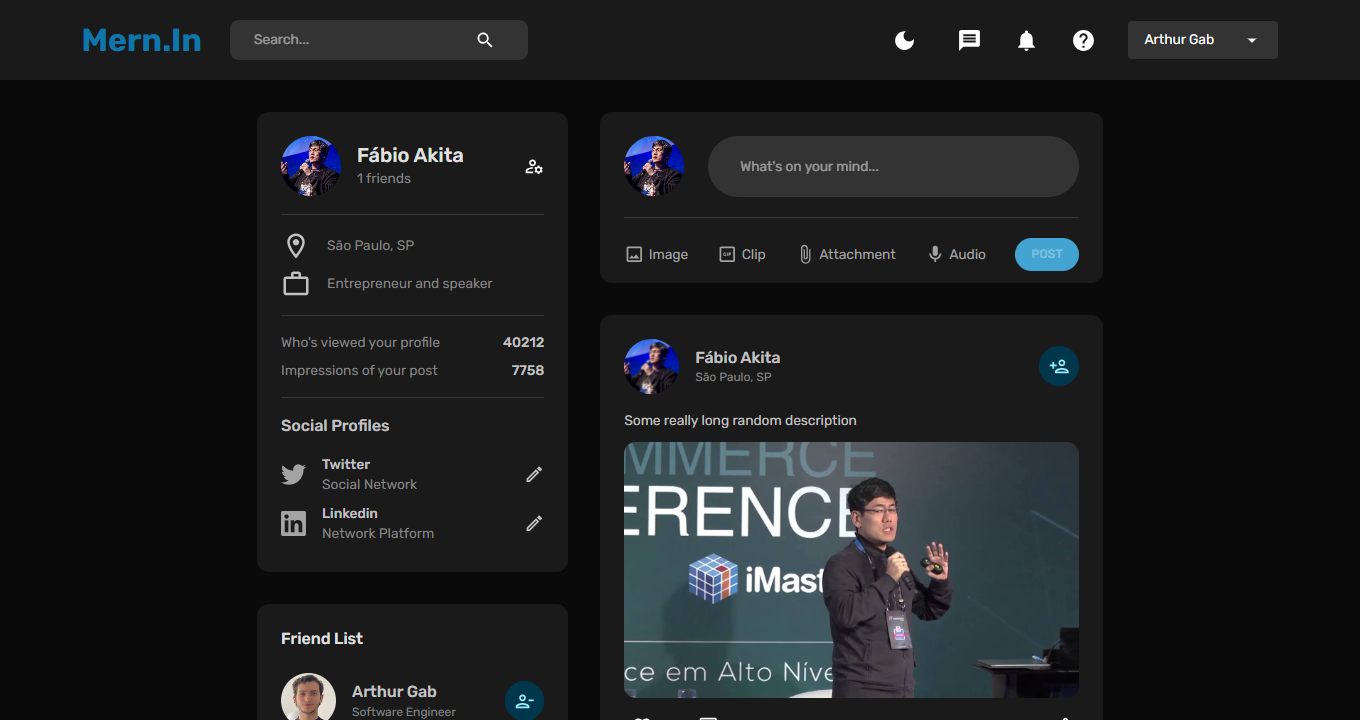 Mern.In
Search...
Arthur Gab
Fábio Akita
1 friends
São Paulo, SP
Entrepreneur and speaker
Who's viewed your profile 40212
Impressions of your post 7758
Social Profiles
Twitter
Social Network
Linkedin
Network Platform
Friend List
Arthur Gab
Software Engineer
What's on your mind...
Image
GIF
Clip
Attachment
Audio
POST
Fábio Akita
São Paulo, SP
Some really long random description
MMERCE
ERENCE
iMast
ce em Alto Níve